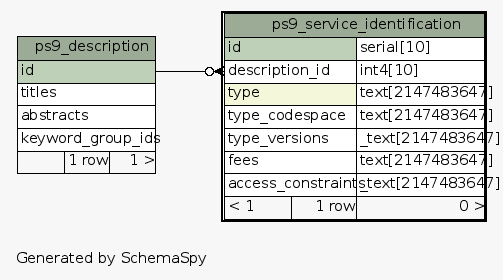 ps9_description
id
titles
abstracts
keyword_group_ids
1 row 1 >
ps9_service_identification
id serial[10]
description_id int4[10]
type text[2147483647]
type_codespace text[2147483647]
type_versions _text[2147483647]
fees text[2147483647]
access_constraints _text[2147483647]
< 1 1 row 0 >
Generated by SchemaSpy